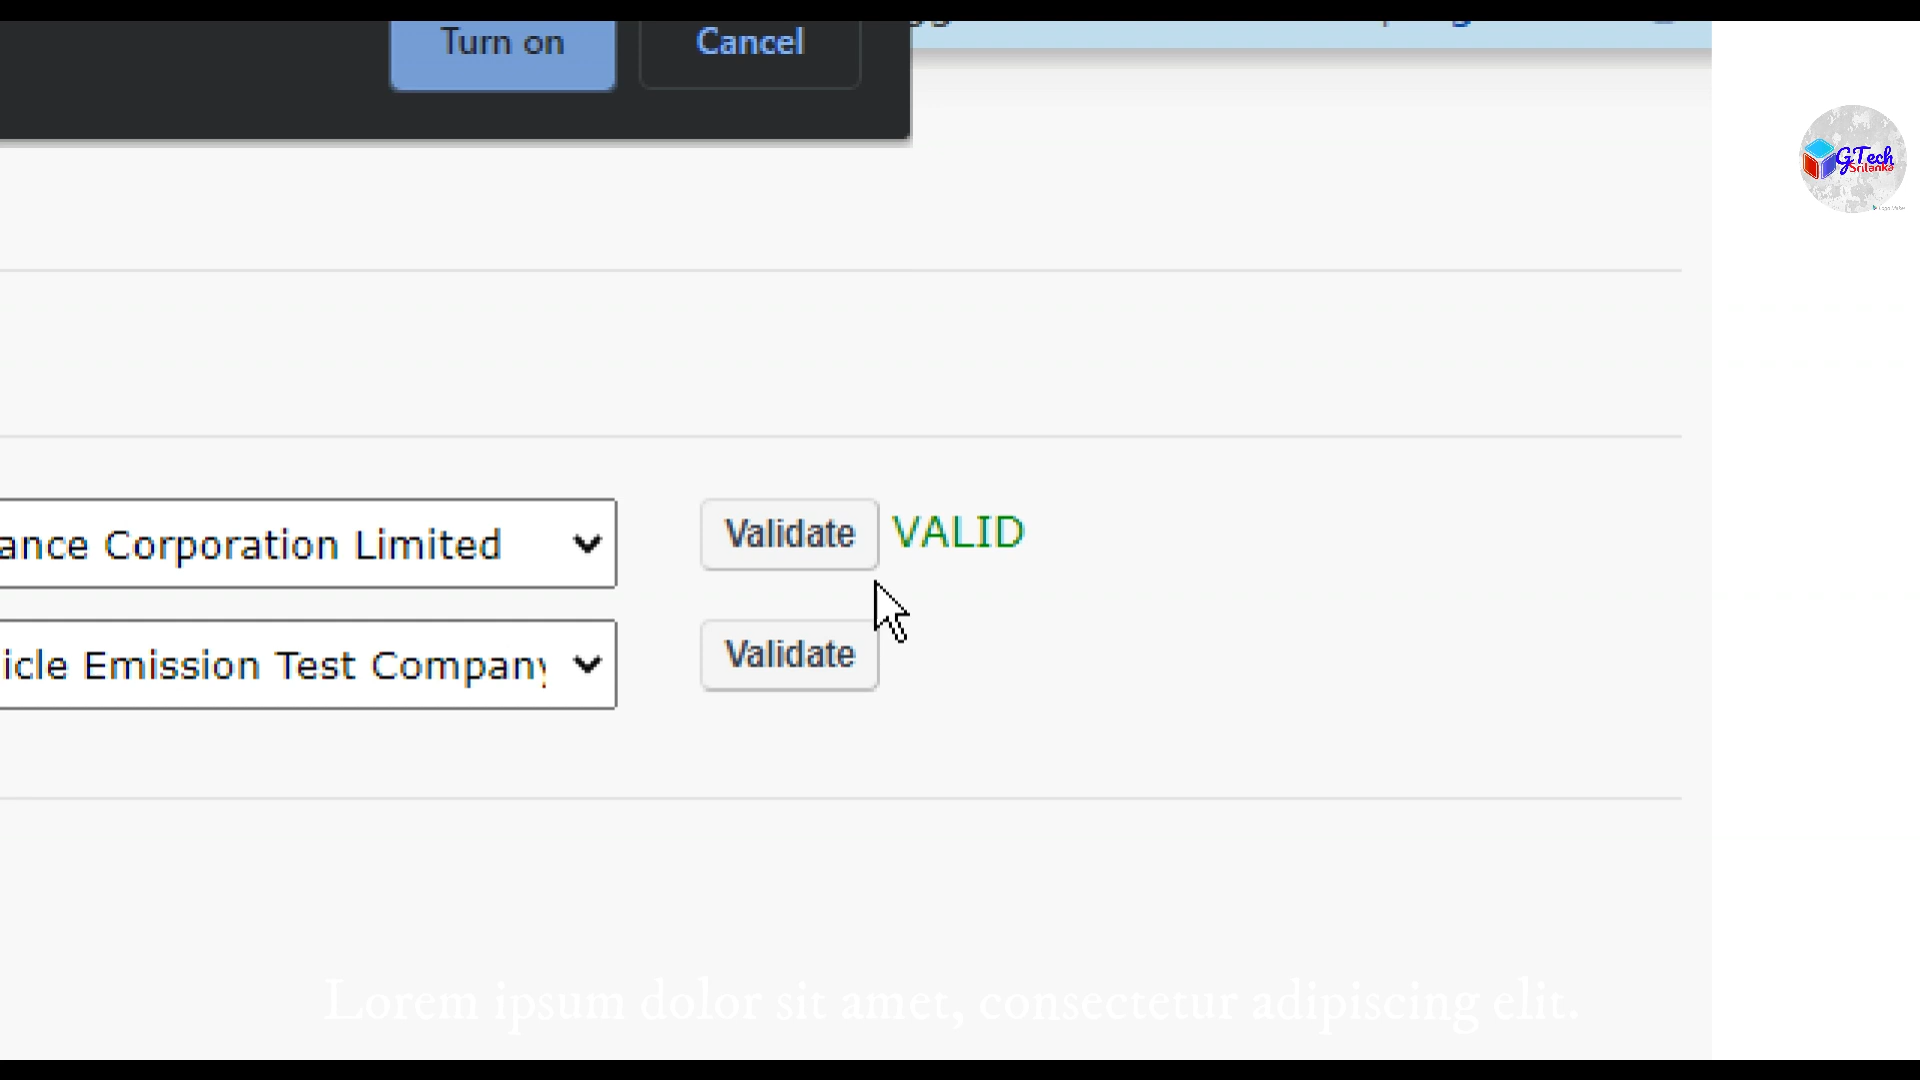 Turn on
Cancel
GTech
Srilanka
ance Corporation Limited
Validate
VALID
icle Emission Test Company
Validate
Lorem ipsum dolor sit amet, consectetur adipiscing elit.